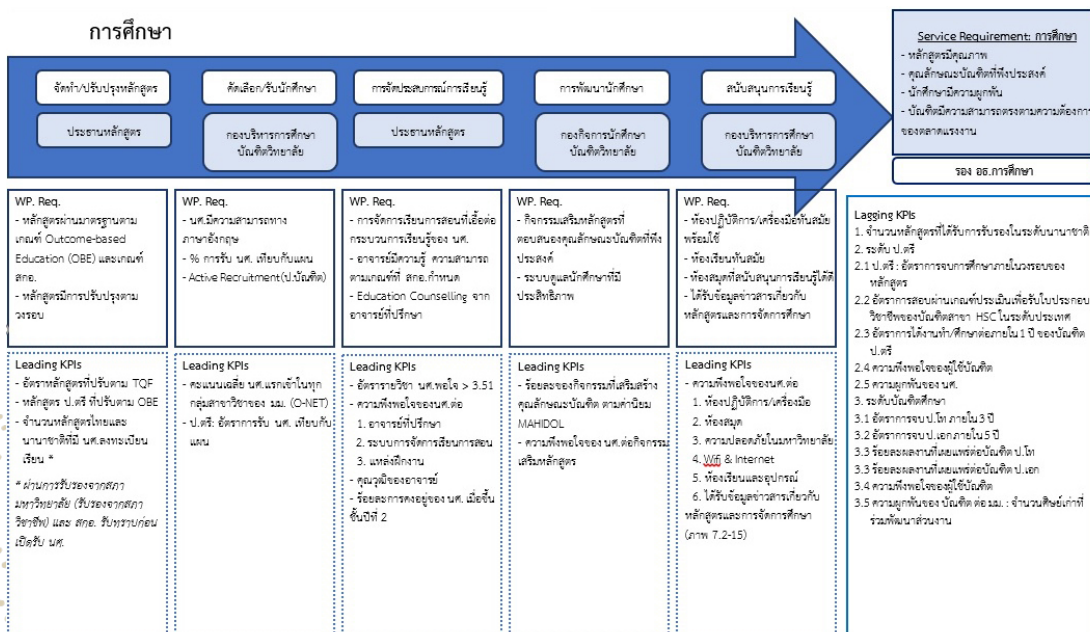 การศึกษา
จัดทำ/ปรับปรุงหลักสูตร
ประธานหลักสูตร
คัดเลือก/รับนักศึกษา
กองบริหารการศึกษา
บัณฑิตวิทยาลัย
การจัดประสบการณ์การเรียนรู้
ประธานหลักสูตร
การพัฒนานักศึกษา
กองกิจการนักศึกษา
บัณฑิตวิทยาลัย
สนับสนุนการเรียนรู้
กองบริหารการศึกษา
บัณฑิตวิทยาลัย
Service Requirement: การศึกษา
- หลักสูตรมีคุณภาพ
- คุณลักษณะบัณฑิตที่พึงประสงค์
- นักศึกษามีความผูกพัน
- บัณฑิตมีความสามารถตรงตามความต้องการ
ของตลาดแรงงาน
รอง อธ.การศึกษา
WP. Req.
- หลักสูตรผ่านมาตรฐานตาม
เกณฑ์ Outcome-based
Education (OBE) และเกณฑ์
สกอ.
- หลักสูตรมีการปรับปรุงตาม
วงรอบ
WP. Req.
- นศ.มีความสามารถทาง
ภาษาอังกฤษ
- % การรับ นศ. เทียบกับแผน
- Active Recruitment(ป.บัณฑิต)
WP. Req.
- การจัดการเรียนการสอนที่เอื้อต่อ
กระบวนการเรียนรู้ของ นศ.
- อาจารย์มีความรู้ ความสามารถ
ตามเกณฑ์ที่ สกอ.กำหนด
- Education Counselling จาก
อาจารย์ที่ปรึกษา
WP. Req.
- กิจกรรมเสริมหลักสูตรที่
ตอบสนองคุณลักษณะบัณฑิตที่พึง
ประสงค์
- ระบบดูแลนักศึกษาที่มี
ประสิทธิภาพ
WP. Req.
- ห้องปฏิบัติการ/เครื่องมือทันสมัย
พร้อมใช้
- ห้องเรียนทันสมัย
- ห้องสมุดที่สนับสนุนการเรียนรู้ได้ดี
- ได้รับข้อมูลข่าวสารเกี่ยวกับ
หลักสูตรและการจัดการศึกษา
Leading KPIs
- อัตราหลักสูตรที่ปรับตาม TQF
- หลักสูตร ป.ตรี ที่ปรับตาม OBE
- จำนวนหลักสูตรไทยและ
นานาชาติที่มี นศ.ลงทะเบียน
เรียน *
* ผ่านการรับรองจากสภา
มหาวิทยาลัย (รับรองจากสภา
วิชาชีพ) และ สกอ. รับทราบก่อน
เปิดรับ นศ.
Leading KPIs
- คะแนนเฉลี่ย นศ.แรกเข้าในทุก
กลุ่มสาขาวิชาของ มม. (O-NET)
- ป.ตรี: อัตราการรับ นศ. เทียบกับ
แผน
Leading KPIs
- อัตรารายวิชา นศ.พอใจ > 3.51
- ความพึงพอใจของนศ.ต่อ
1. อาจารย์ที่ปรึกษา
2. ระบบการจัดการเรียนการสอน
3. แหล่งฝึกงาน
- คุณวุฒิของอาจารย์
- ร้อยละการคงอยู่ของ นศ. เมื่อขึ้น
ชั้นปีที่ 2
Leading KPIs
- ร้อยละของกิจกรรมที่เสริมสร้าง
คุณลักษณะบัณฑิต ตามค่านิยม
MAHIDOL
- ความพึงพอใจของ นศ.ต่อกิจกรรม
เสริมหลักสูตร
Leading KPIs
- ความพึงพอใจของนศ.ต่อ
1. ห้องปฏิบัติการ/เครื่องมือ
2. ห้องสมุด
3. ความปลอดภัยในมหาวิทยาลัย
4. Wifi & Internet
5. ห้องเรียนและอุปกรณ์
6. ได้รับข้อมูลข่าวสารเกี่ยวกับ
หลักสูตรและการจัดการศึกษา
(ภาพ 7.2-15)
Lagging KPIs
1. จำนวนหลักสูตรที่ได้รับการรับรองในระดับนานาชาติ
2. ระดับ ป.ตรี
2.1 ป.ตรี : อัตราการจบการศึกษาภายในวงรอบของ
หลักสูตร
2.2 อัตราการสอบผ่านเกณฑ์ประเมินเพื่อรับใบประกอบ
วิชาชีพของบัณฑิตสาขา HSC ในระดับประเทศ
2.3 อัตราการได้งานทำ/ศึกษาต่อภายใน 1 ปี ของบัณฑิต
ป.ตรี
2.4 ความพึงพอใจของผู้ใช้บัณฑิต
2.5 ความผูกพันของ นศ.
3. ระดับบัณฑิตศึกษา
3.1 อัตราการจบ ป.โท ภายใน 3 ปี
3.2 อัตราการจบ ป.เอกภายใน 5 ปี
3.3 ร้อยละผลงานที่เผยแพร่ต่อบัณฑิต ป.โท
3.3 ร้อยละผลงานที่เผยแพร่ต่อบัณฑิต ป.เอก
3.4 ความพึงพอใจของผู้ใช้บัณฑิต
3.5 ความผูกพันของ บัณฑิต ต่อ มม. : จำนวนศิษย์เก่าที่
ร่วมพัฒนาส่วนงาน